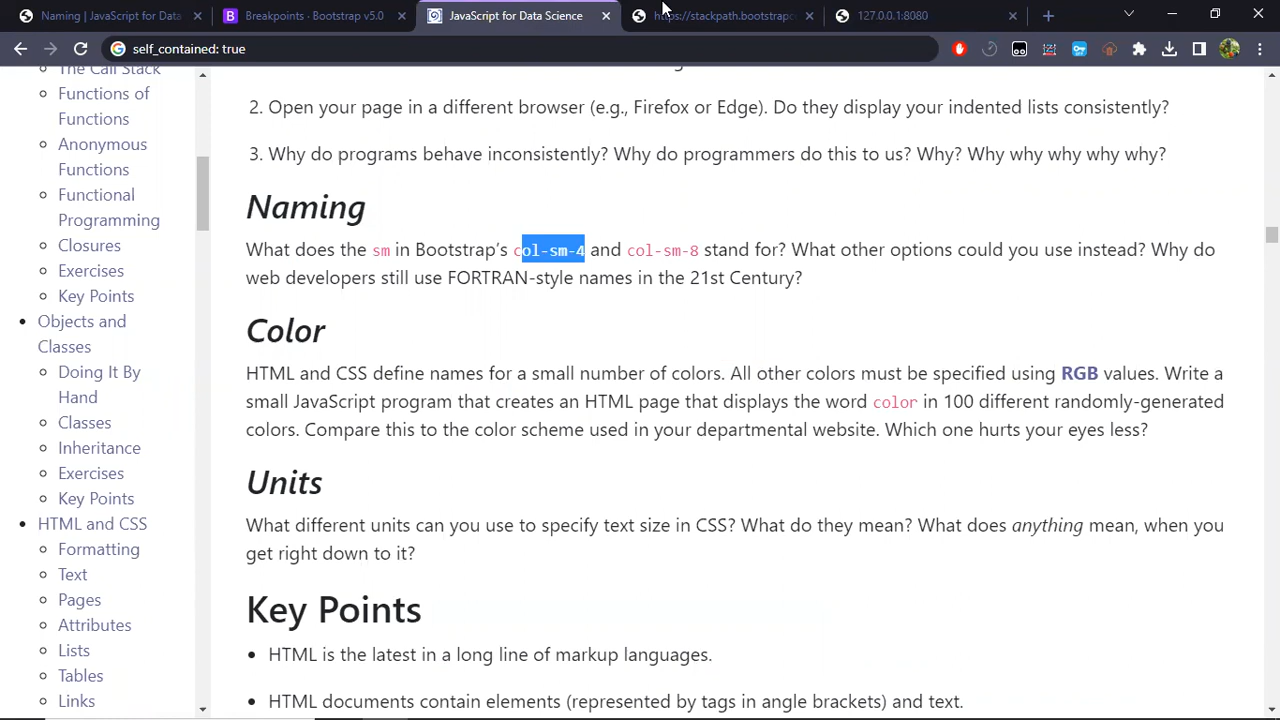 Naming | JavaScript for Data
Breakpoints · Bootstrap v5.0
JavaScript for Data Science
https://stackpath.bootstrapc
127.0.0.1:8080
self_contained: true
The Call Stack
Functions of
Functions
Anonymous
Functions
Functional
Programming
Closures
Exercises
Key Points
Objects and
Classes
Doing It By
Hand
Classes
Inheritance
Exercises
Key Points
HTML and CSS
Formatting
Text
Pages
Attributes
Lists
Tables
Links
2. Open your page in a different browser (e.g., Firefox or Edge). Do they display your indented lists consistently?
3. Why do programs behave inconsistently? Why do programmers do this to us? Why? Why why why why why?
Naming
What does the sm in Bootstrap’s col-sm-4 and col-sm-8 stand for? What other options could you use instead? Why do
web developers still use FORTRAN-style names in the 21st Century?
Color
HTML and CSS define names for a small number of colors. All other colors must be specified using RGB values. Write a
small JavaScript program that creates an HTML page that displays the word color in 100 different randomly-generated
colors. Compare this to the color scheme used in your departmental website. Which one hurts your eyes less?
Units
What different units can you use to specify text size in CSS? What do they mean? What does anything mean, when you
get right down to it?
Key Points
HTML is the latest in a long line of markup languages.
HTML documents contain elements (represented by tags in angle brackets) and text.